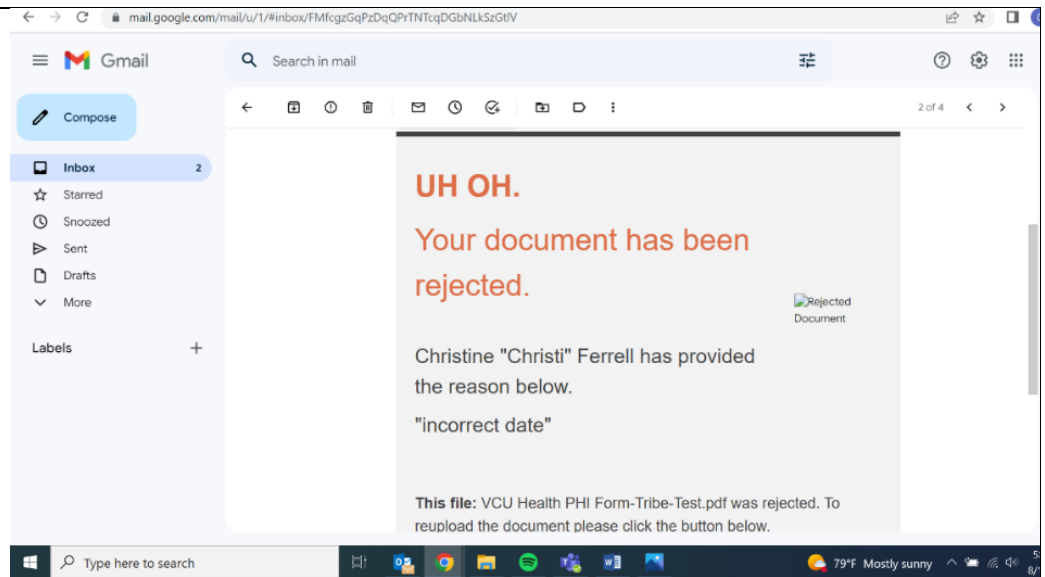 mail.google.com/mail/u/1/#inbox/FMfcgzGqPzDqQPrTNTcqDGbNLkSzGtlV
Gmail
Search in mail
Compose
2 of 4
Inbox 2
Starred
Snoozed
Sent
Drafts
More
Labels
UH OH.
Your document has been
rejected.
Rejected
Document
Christine "Christi" Ferrell has provided
the reason below.
"incorrect date"
This file: VCU Health PHI Form-Tribe-Test.pdf was rejected. To
reupload the document please click the button below.
Type here to search
79°F Mostly sunny
5:
8/